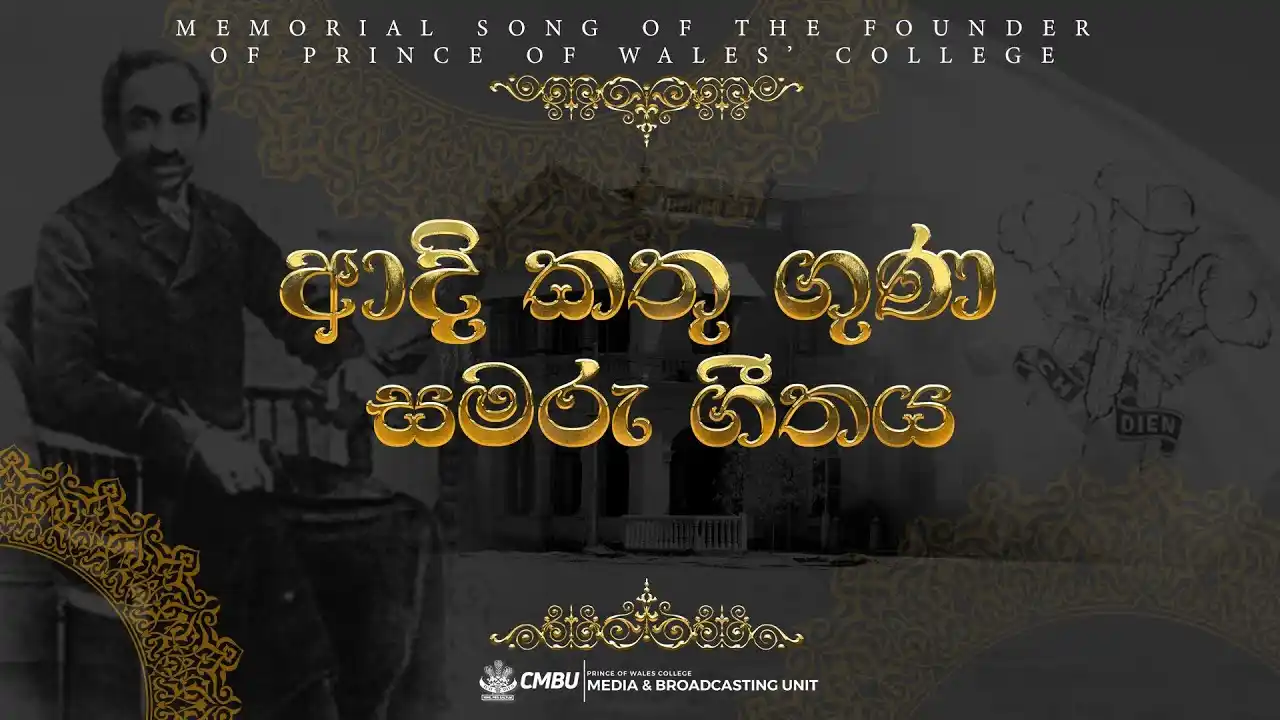 MEMORIAL SONG OF THE FOUNDER
OF PRINCE OF WALES' COLLEGE
ආදි කතෘ ගුණ
සමරු ගීතය
ICH
DIEN
CMBU
PRINCE OF WALES COLLEGE
MEDIA & BROADCASTING UNIT